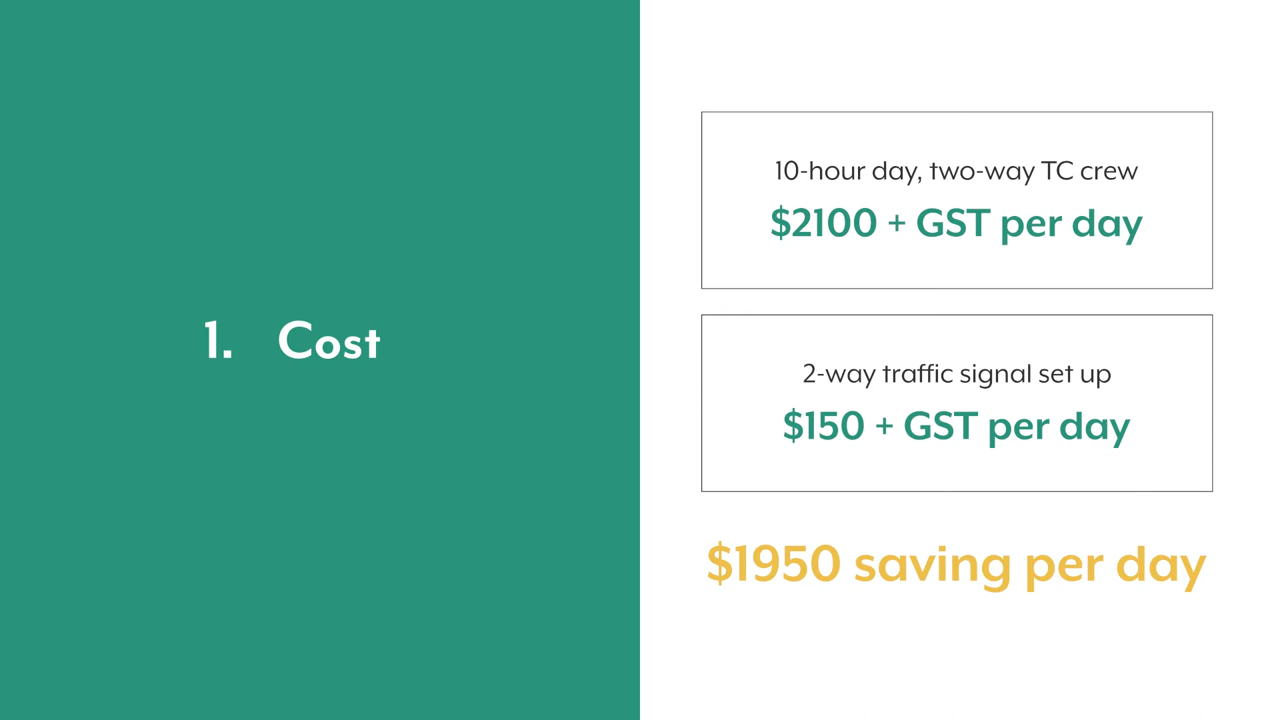 1. Cost
10-hour day, two-way TC crew
$2100 + GST per day
2-way traffic signal set up
$150 + GST per day
$1950 saving per day